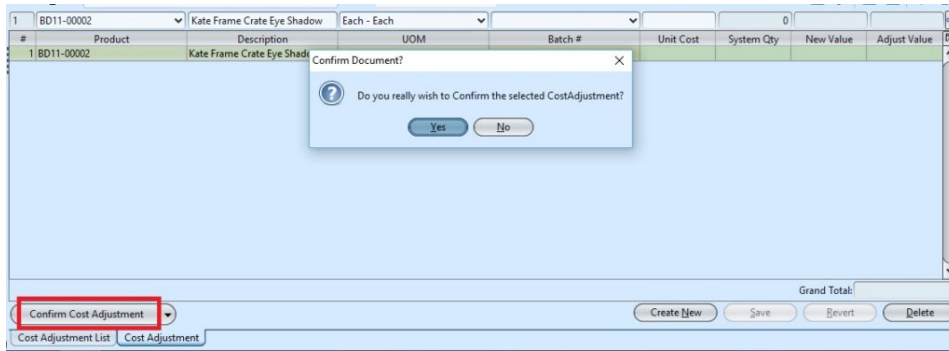 1 BD11-00002 Kate Frame Crate Eye Shadow Each - Each 0
# Product Description UOM Batch # Unit Cost System Qty New Value Adjust Value
1 BD11-00002 Kate Frame Crate Eye Shad
Confirm Document?
Do you really wish to Confirm the selected CostAdjustment?
Yes No
Grand Total:
Confirm Cost Adjustment Create New Save Revert Delete
Cost Adjustment List Cost Adjustment